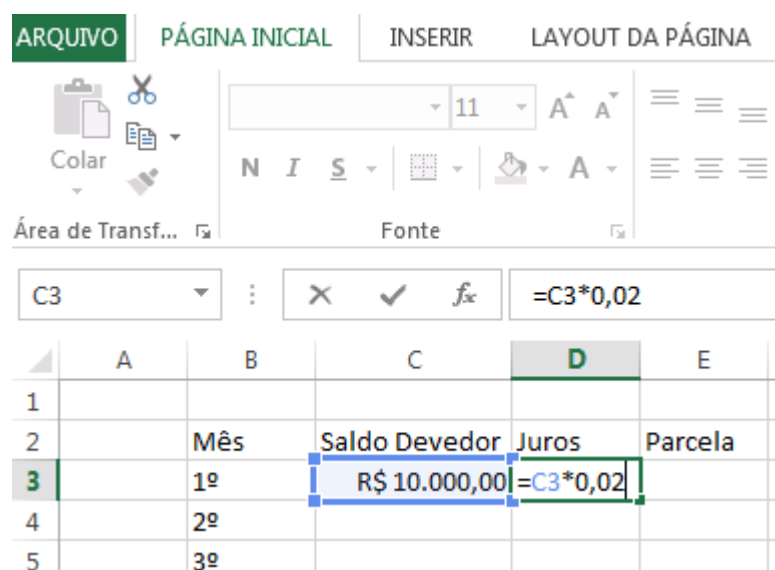 ARQUIVO PÁGINA INICIAL INSERIR LAYOUT DA PÁGINA
11 A A
Colar
N I S A
Área de Transf... Fonte
C3 fx =C3*0,02
A B C D E
1
2 Mês Saldo Devedor Juros Parcela
3 1º R$ 10.000,00 =C3*0,02
4 2º
5 3º